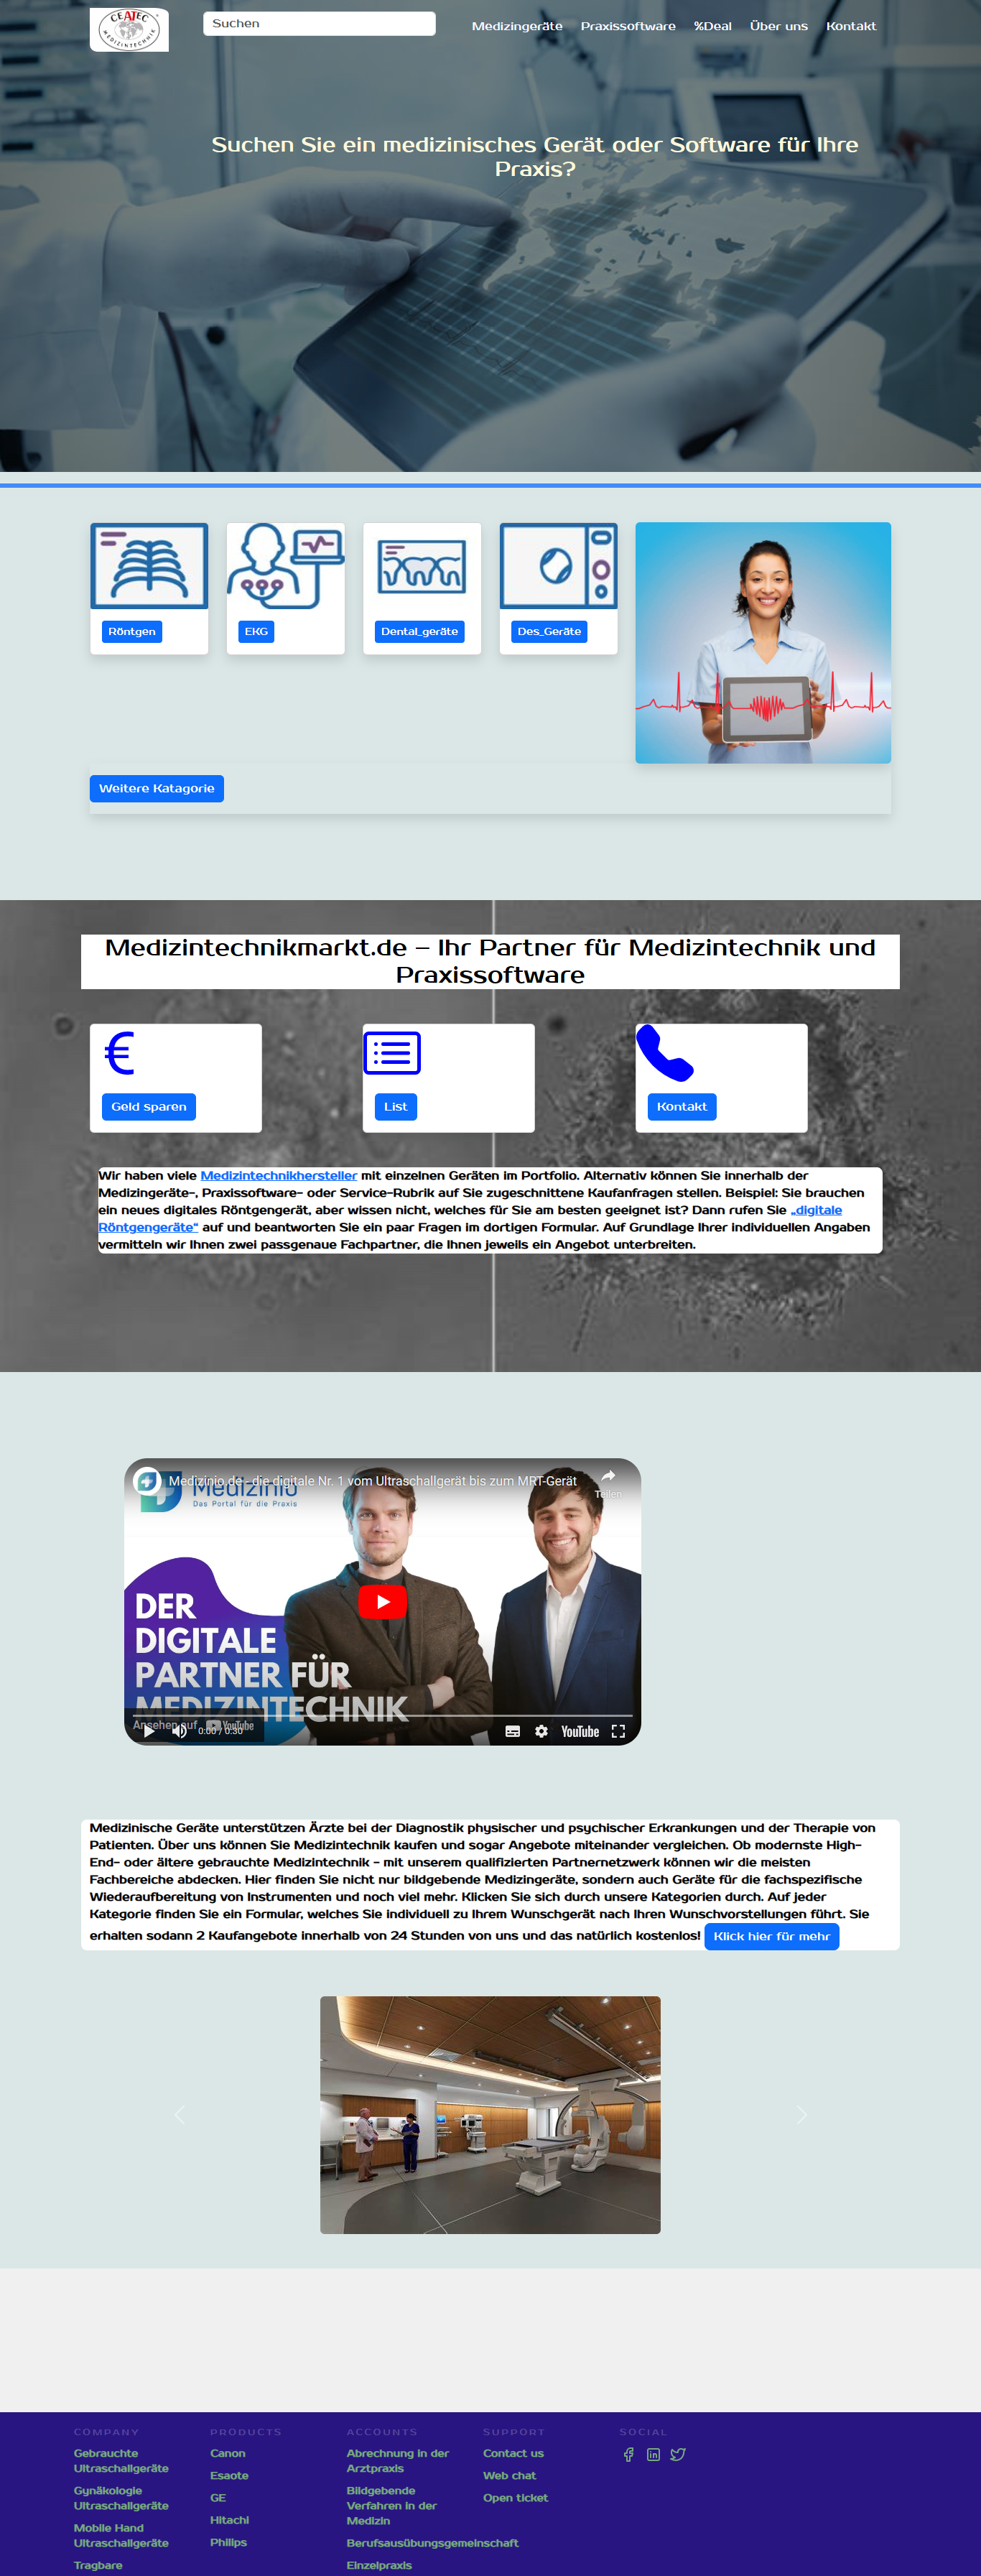 CEATEC
MEDIZINTECHNIK
Suchen
Medizingeräte Praxissoftware %Deal Über uns Kontakt
Suchen Sie ein medizinisches Gerät oder Software für Ihre
Praxis?
Röntgen
EKG
Dental_geräte
Des_Geräte
Weitere Katagorie
Medizintechnikmarkt.de – Ihr Partner für Medizintechnik und
Praxissoftware
Geld sparen
List
Kontakt
Wir haben viele Medizintechnikhersteller mit einzelnen Geräten im Portfolio. Alternativ können Sie innerhalb der
Medizingeräte-, Praxissoftware- oder Service-Rubrik auf Sie zugeschnittene Kaufanfragen stellen. Beispiel: Sie brauchen
ein neues digitales Röntgengerät, aber wissen nicht, welches für Sie am besten geeignet ist? Dann rufen Sie „digitale
Röntgengeräte“ auf und beantworten Sie ein paar Fragen im dortigen Formular. Auf Grundlage Ihrer individuellen Angaben
vermitteln wir Ihnen zwei passgenaue Fachpartner, die Ihnen jeweils ein Angebot unterbreiten.
Medizinio.de - die digitale Nr. 1 vom Ultraschallgerät bis zum MRT-Gerät
Teilen
Medizinio
Das Portal für die Praxis
DER
DIGITALE
PARTNER FÜR
MEDIZINTECHNIK
Ansehen auf YouTube
0:00 / 0:30
YouTube
Medizinische Geräte unterstützen Ärzte bei der Diagnostik physischer und psychischer Erkrankungen und der Therapie von
Patienten. Über uns können Sie Medizintechnik kaufen und sogar Angebote miteinander vergleichen. Ob modernste High-
End- oder ältere gebrauchte Medizintechnik - mit unserem qualifizierten Partnernetzwerk können wir die meisten
Fachbereiche abdecken. Hier finden Sie nicht nur bildgebende Medizingeräte, sondern auch Geräte für die fachspezifische
Wiederaufbereitung von Instrumenten und noch viel mehr. Klicken Sie sich durch unsere Kategorien durch. Auf jeder
Kategorie finden Sie ein Formular, welches Sie individuell zu Ihrem Wunschgerät nach Ihren Wunschvorstellungen führt. Sie
erhalten sodann 2 Kaufangebote innerhalb von 24 Stunden von uns und das natürlich kostenlos! Klick hier für mehr
COMPANY
Gebrauchte
Ultraschallgeräte
Gynäkologie
Ultraschallgeräte
Mobile Hand
Ultraschallgeräte
Tragbare
PRODUCTS
Canon
Esaote
GE
Hitachi
Philips
ACCOUNTS
Abrechnung in der
Arztpraxis
Bildgebende
Verfahren in der
Medizin
Berufsausübungsgemeinschaft
Einzelpraxis
SUPPORT
Contact us
Web chat
Open ticket
SOCIAL